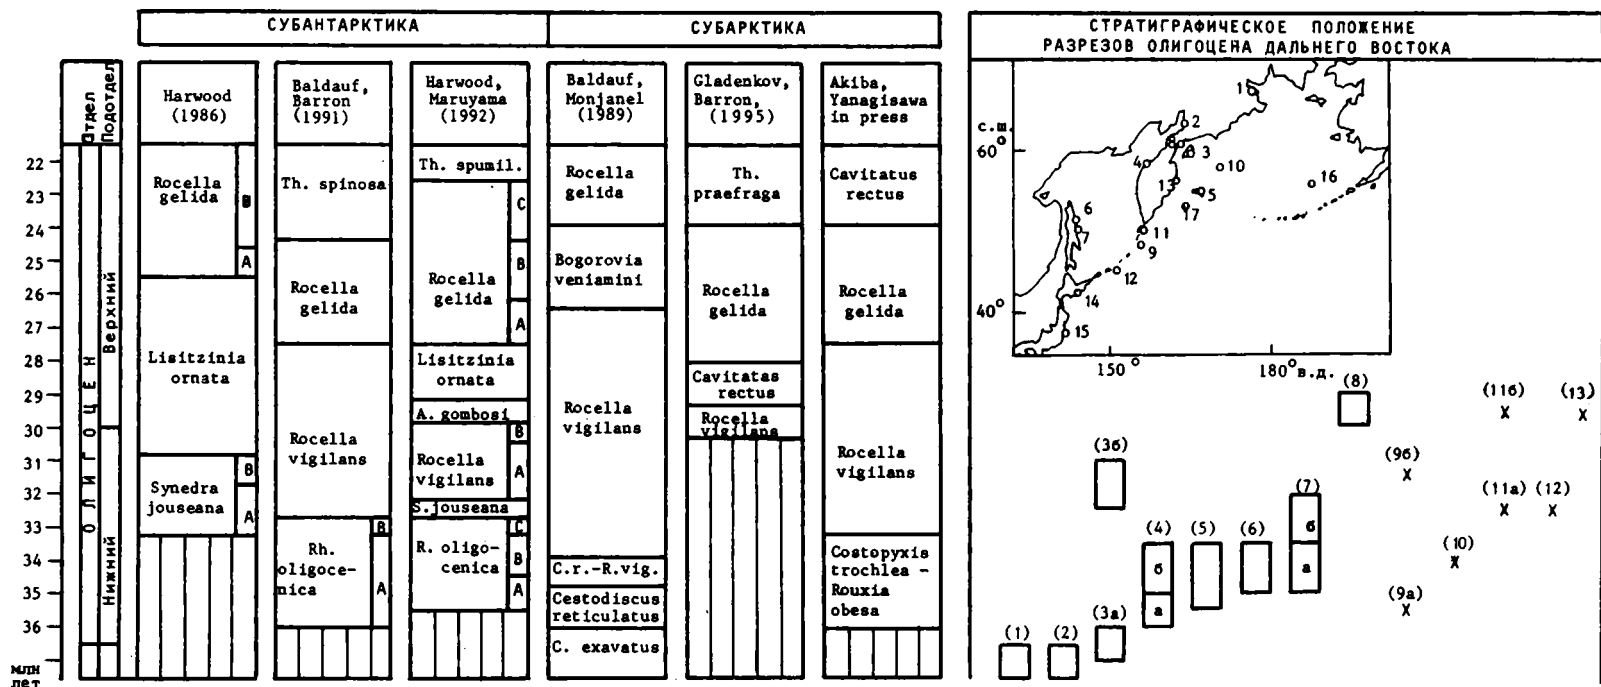 СУБАНТАРКТИКА
СУБАРКТИКА
СТРАТИГРАФИЧЕСКОЕ ПОЛОЖЕНИЕ
РАЗРЕЗОВ ОЛИГОЦЕНА ДАЛЬНЕГО ВОСТОКА
Отдел
Подотдел
Harwood
(1986)
Baldauf,
Barron
(1991)
Harwood,
Maruyama
(1992)
Baldauf,
Monjanel
(1989)
Gladenkov,
Barron,
(1995)
Akiba,
Yanagisawa
in press
22
23
24
25
26
27
28
29
30
31
32
33
34
35
36
млн
лет
ОЛИГОЦЕН
Верхний
Нижний
Rocella
gelida
B
A
Lisitzinia
ornata
Synedra
jouseana
B
A
Th. spinosa
Rocella
gelida
Rocella
vigilans
Rh.
oligoce-
nica
B
A
Th. spumil.
Rocella
gelida
C
B
A
Lisitzinia
ornata
A. gombosi
Rocella
vigilans
B
A
S.jouseana
R. oligo-
cenica
C
B
A
Rocella
gelida
Bogorovia
veniamini
Rocella
vigilans
C.r.-R.vig.
Cestodiscus
reticulatus
C. exavatus
Th.
praefraga
Rocella
gelida
Cavitatas
rectus
Rocella
vigilans
Cavitatus
rectus
Rocella
gelida
Rocella
vigilans
Costopyxis
trochlea –
Rouxia
obesa
с.ш.
60°
40°
150°
180° в.д.
1
2
8
3
4
10
13
5
16
17
6
7
11
9
12
14
15
(8)
(11б)
(13)
х
х
(3б)
(9б)
х
(7)
(11а)
(12)
х
х
(4)
(5)
(6)
б
б
(10)
х
а
а
(9а)
х
(3а)
(1)
(2)